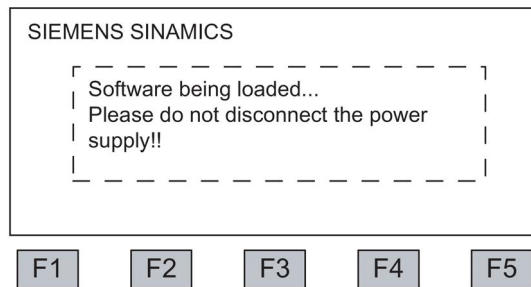 SIEMENS SINAMICS
Software being loaded...
Please do not disconnect the power
supply!!
F1 F2 F3 F4 F5